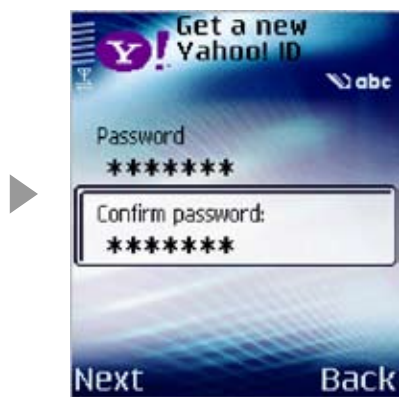 Get a new
Y! Yahoo! ID
abc
Password
*******
Confirm password:
*******
Next Back